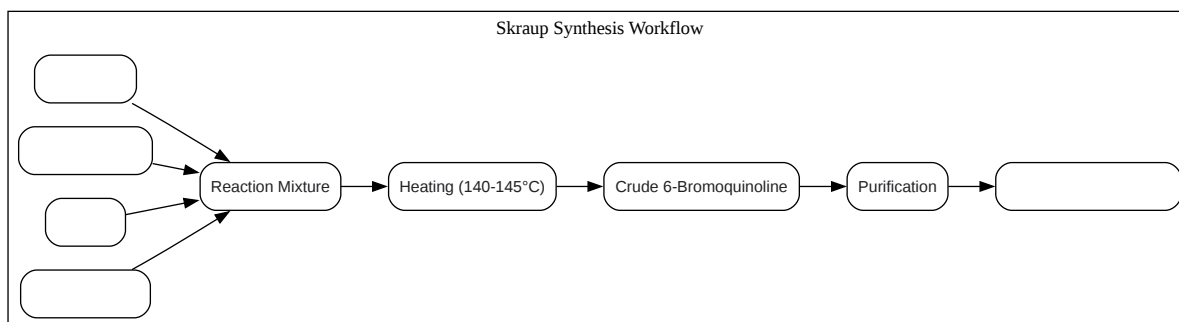 Skraup Synthesis Workflow
Reaction Mixture
Heating (140-145°C)
Crude 6-Bromoquinoline
Purification